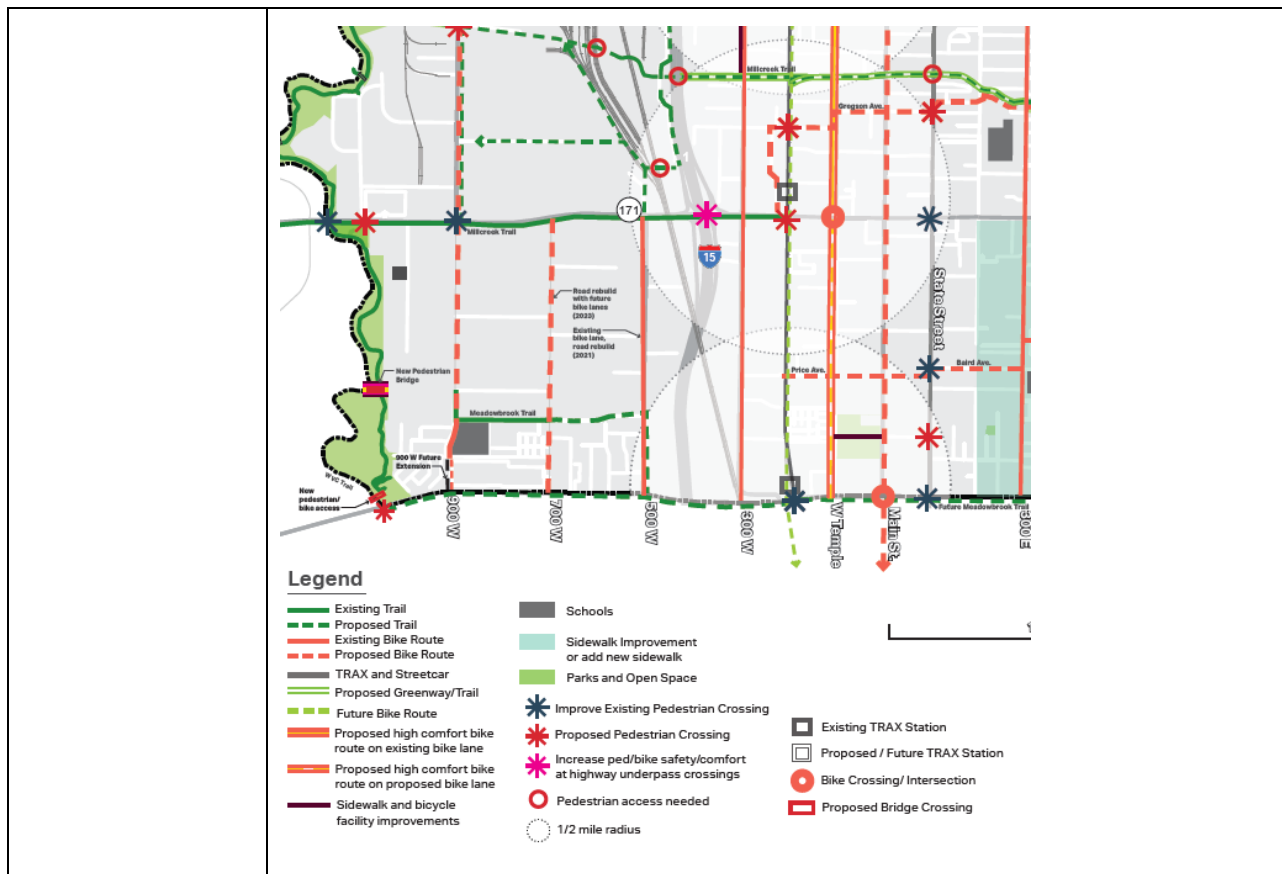 Millcreek Trail
Gregson Ave.
171
Millcreek Trail
15
State Street
Road rebuild
with future
bike lanes
(2023)
Existing
bike lane,
road rebuild
(2021)
New Pedestrian
Bridge
Price Ave.
Baird Ave.
Meadowbrook Trail
900 W Future
Extension
WVC Trail
New
pedestrian/
bike access
Future Meadowbrook Trail
900 W
700 W
500 W
300 W
W Temple
Main St.
300 E
Legend
Existing Trail
Proposed Trail
Existing Bike Route
Proposed Bike Route
TRAX and Streetcar
Proposed Greenway/Trail
Future Bike Route
Proposed high comfort bike
route on existing bike lane
Proposed high comfort bike
route on proposed bike lane
Sidewalk and bicycle
facility improvements
Schools
Sidewalk Improvement
or add new sidewalk
Parks and Open Space
Improve Existing Pedestrian Crossing
Proposed Pedestrian Crossing
Increase ped/bike safety/comfort
at highway underpass crossings
Pedestrian access needed
1/2 mile radius
Existing TRAX Station
Proposed / Future TRAX Station
Bike Crossing/ Intersection
Proposed Bridge Crossing